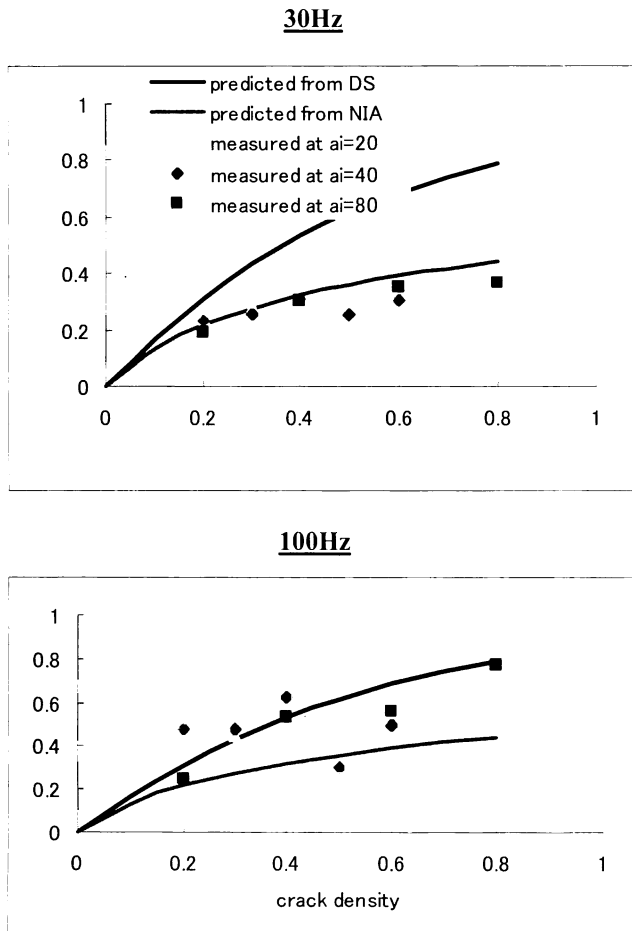 30Hz
predicted from DS
predicted from NIA
measured at ai=20
measured at ai=40
measured at ai=80
1
0.8
0.6
0.4
0.2
0
0 0.2 0.4 0.6 0.8 1
100Hz
1
0.8
0.6
0.4
0.2
0
0 0.2 0.4 0.6 0.8 1
crack density